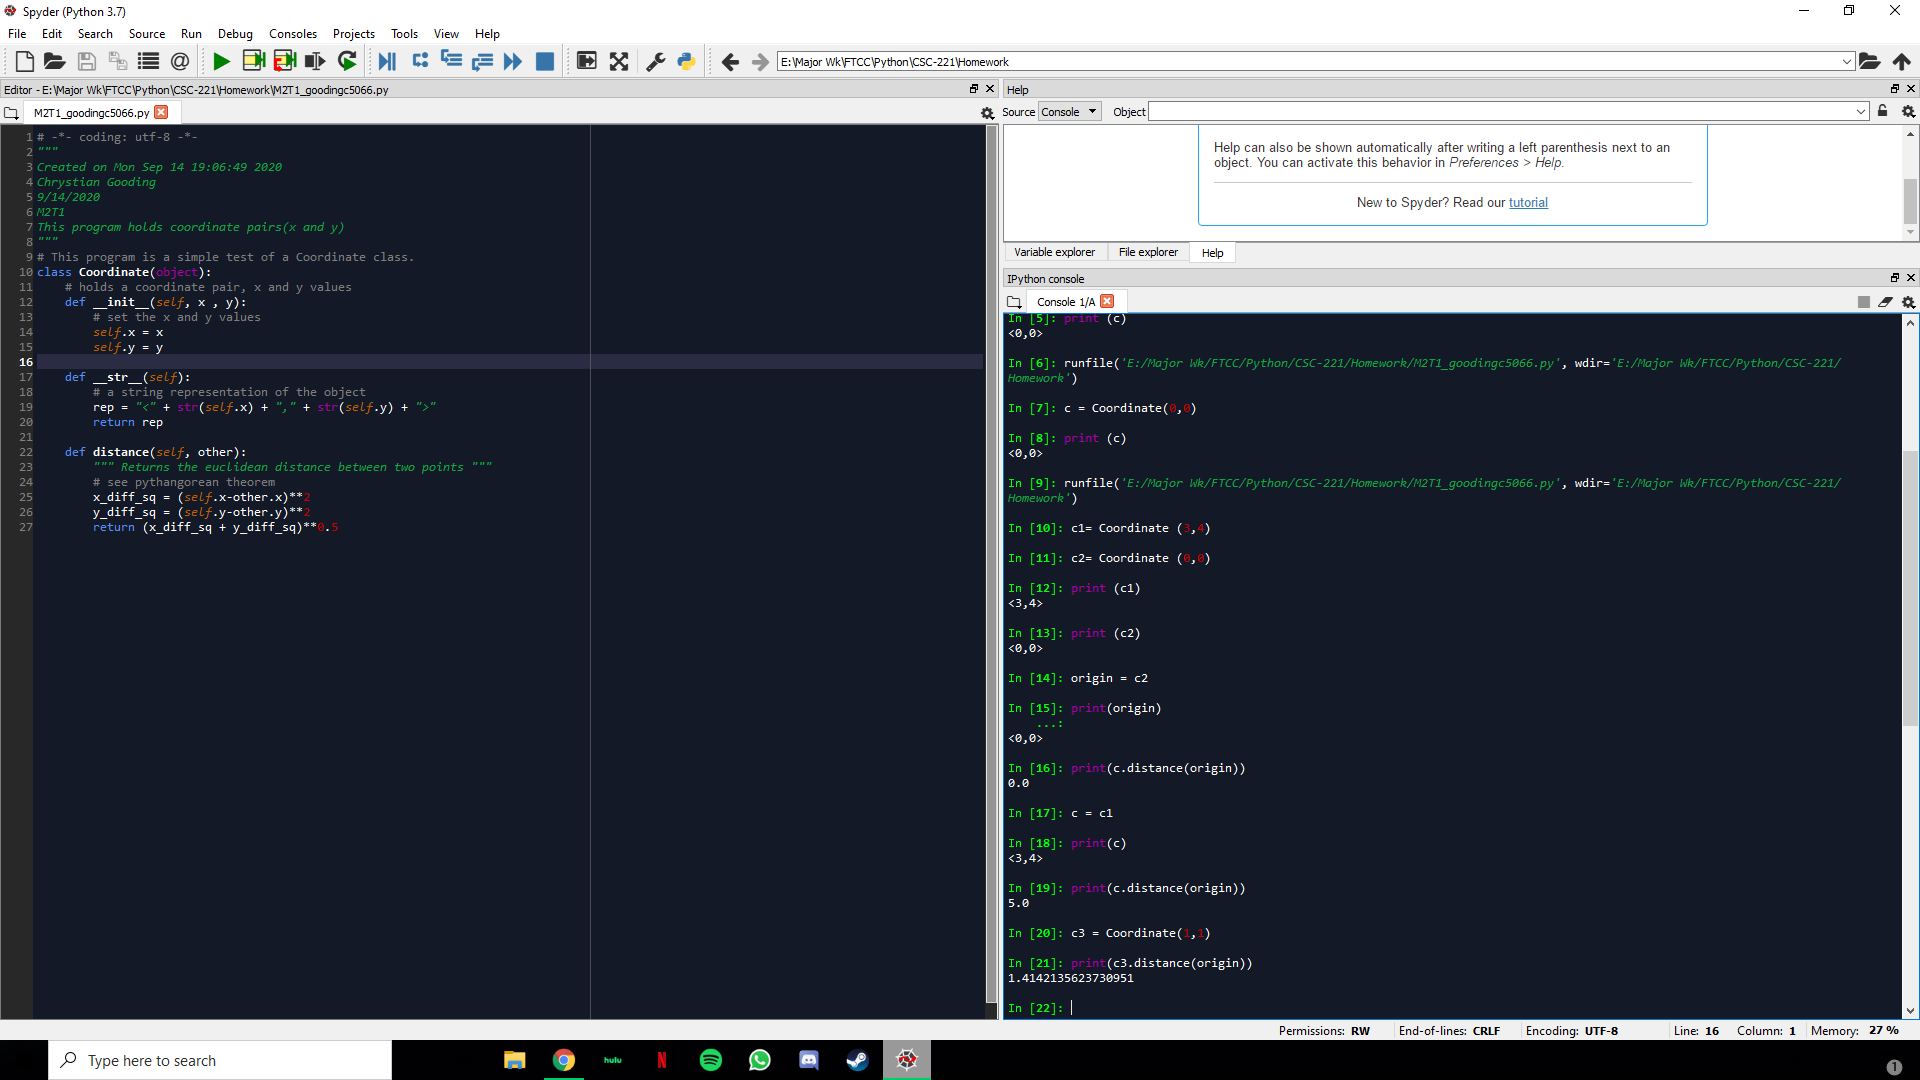 Spyder (Python 3.7)
File Edit Search Source Run Debug Consoles Projects Tools View Help
E:\Major Wk\FTCC\Python\CSC-221\Homework
Editor - E:\Major Wk\FTCC\Python\CSC-221\Homework\M2T1_goodingc5066.py
M2T1_goodingc5066.py
1 # -*- coding: utf-8 -*-
2 """
3 Created on Mon Sep 14 19:06:49 2020
4 Chrystian Gooding
5 9/14/2020
6 M2T1
7 This program holds coordinate pairs(x and y)
8 """
9 # This program is a simple test of a Coordinate class.
10 class Coordinate(object):
11     # holds a coordinate pair, x and y values
12     def __init__(self, x , y):
13         # set the x and y values
14         self.x = x
15         self.y = y
16
17     def __str__(self):
18         # a string representation of the object
19         rep = "<" + str(self.x) + "," + str(self.y) + ">"
20         return rep
21
22     def distance(self, other):
23         """ Returns the euclidean distance between two points """
24         # see pythangorean theorem
25         x_diff_sq = (self.x-other.x)**2
26         y_diff_sq = (self.y-other.y)**2
27         return (x_diff_sq + y_diff_sq)**0.5
Help
Source Console Object
Help can also be shown automatically after writing a left parenthesis next to an
object. You can activate this behavior in Preferences > Help.
New to Spyder? Read our tutorial
Variable explorer File explorer Help
IPython console
Console 1/A
In [5]: print (c)
<0,0>
In [6]: runfile('E:/Major Wk/FTCC/Python/CSC-221/Homework/M2T1_goodingc5066.py', wdir='E:/Major Wk/FTCC/Python/CSC-221/
Homework')
In [7]: c = Coordinate(0,0)
In [8]: print (c)
<0,0>
In [9]: runfile('E:/Major Wk/FTCC/Python/CSC-221/Homework/M2T1_goodingc5066.py', wdir='E:/Major Wk/FTCC/Python/CSC-221/
Homework')
In [10]: c1= Coordinate (3,4)
In [11]: c2= Coordinate (0,0)
In [12]: print (c1)
<3,4>
In [13]: print (c2)
<0,0>
In [14]: origin = c2
In [15]: print(origin)
...:
<0,0>
In [16]: print(c.distance(origin))
0.0
In [17]: c = c1
In [18]: print(c)
<3,4>
In [19]: print(c.distance(origin))
5.0
In [20]: c3 = Coordinate(1,1)
In [21]: print(c3.distance(origin))
1.4142135623730951
In [22]:
Permissions: RW End-of-lines: CRLF Encoding: UTF-8 Line: 16 Column: 1 Memory: 27 %
Type here to search
hulu
N
1